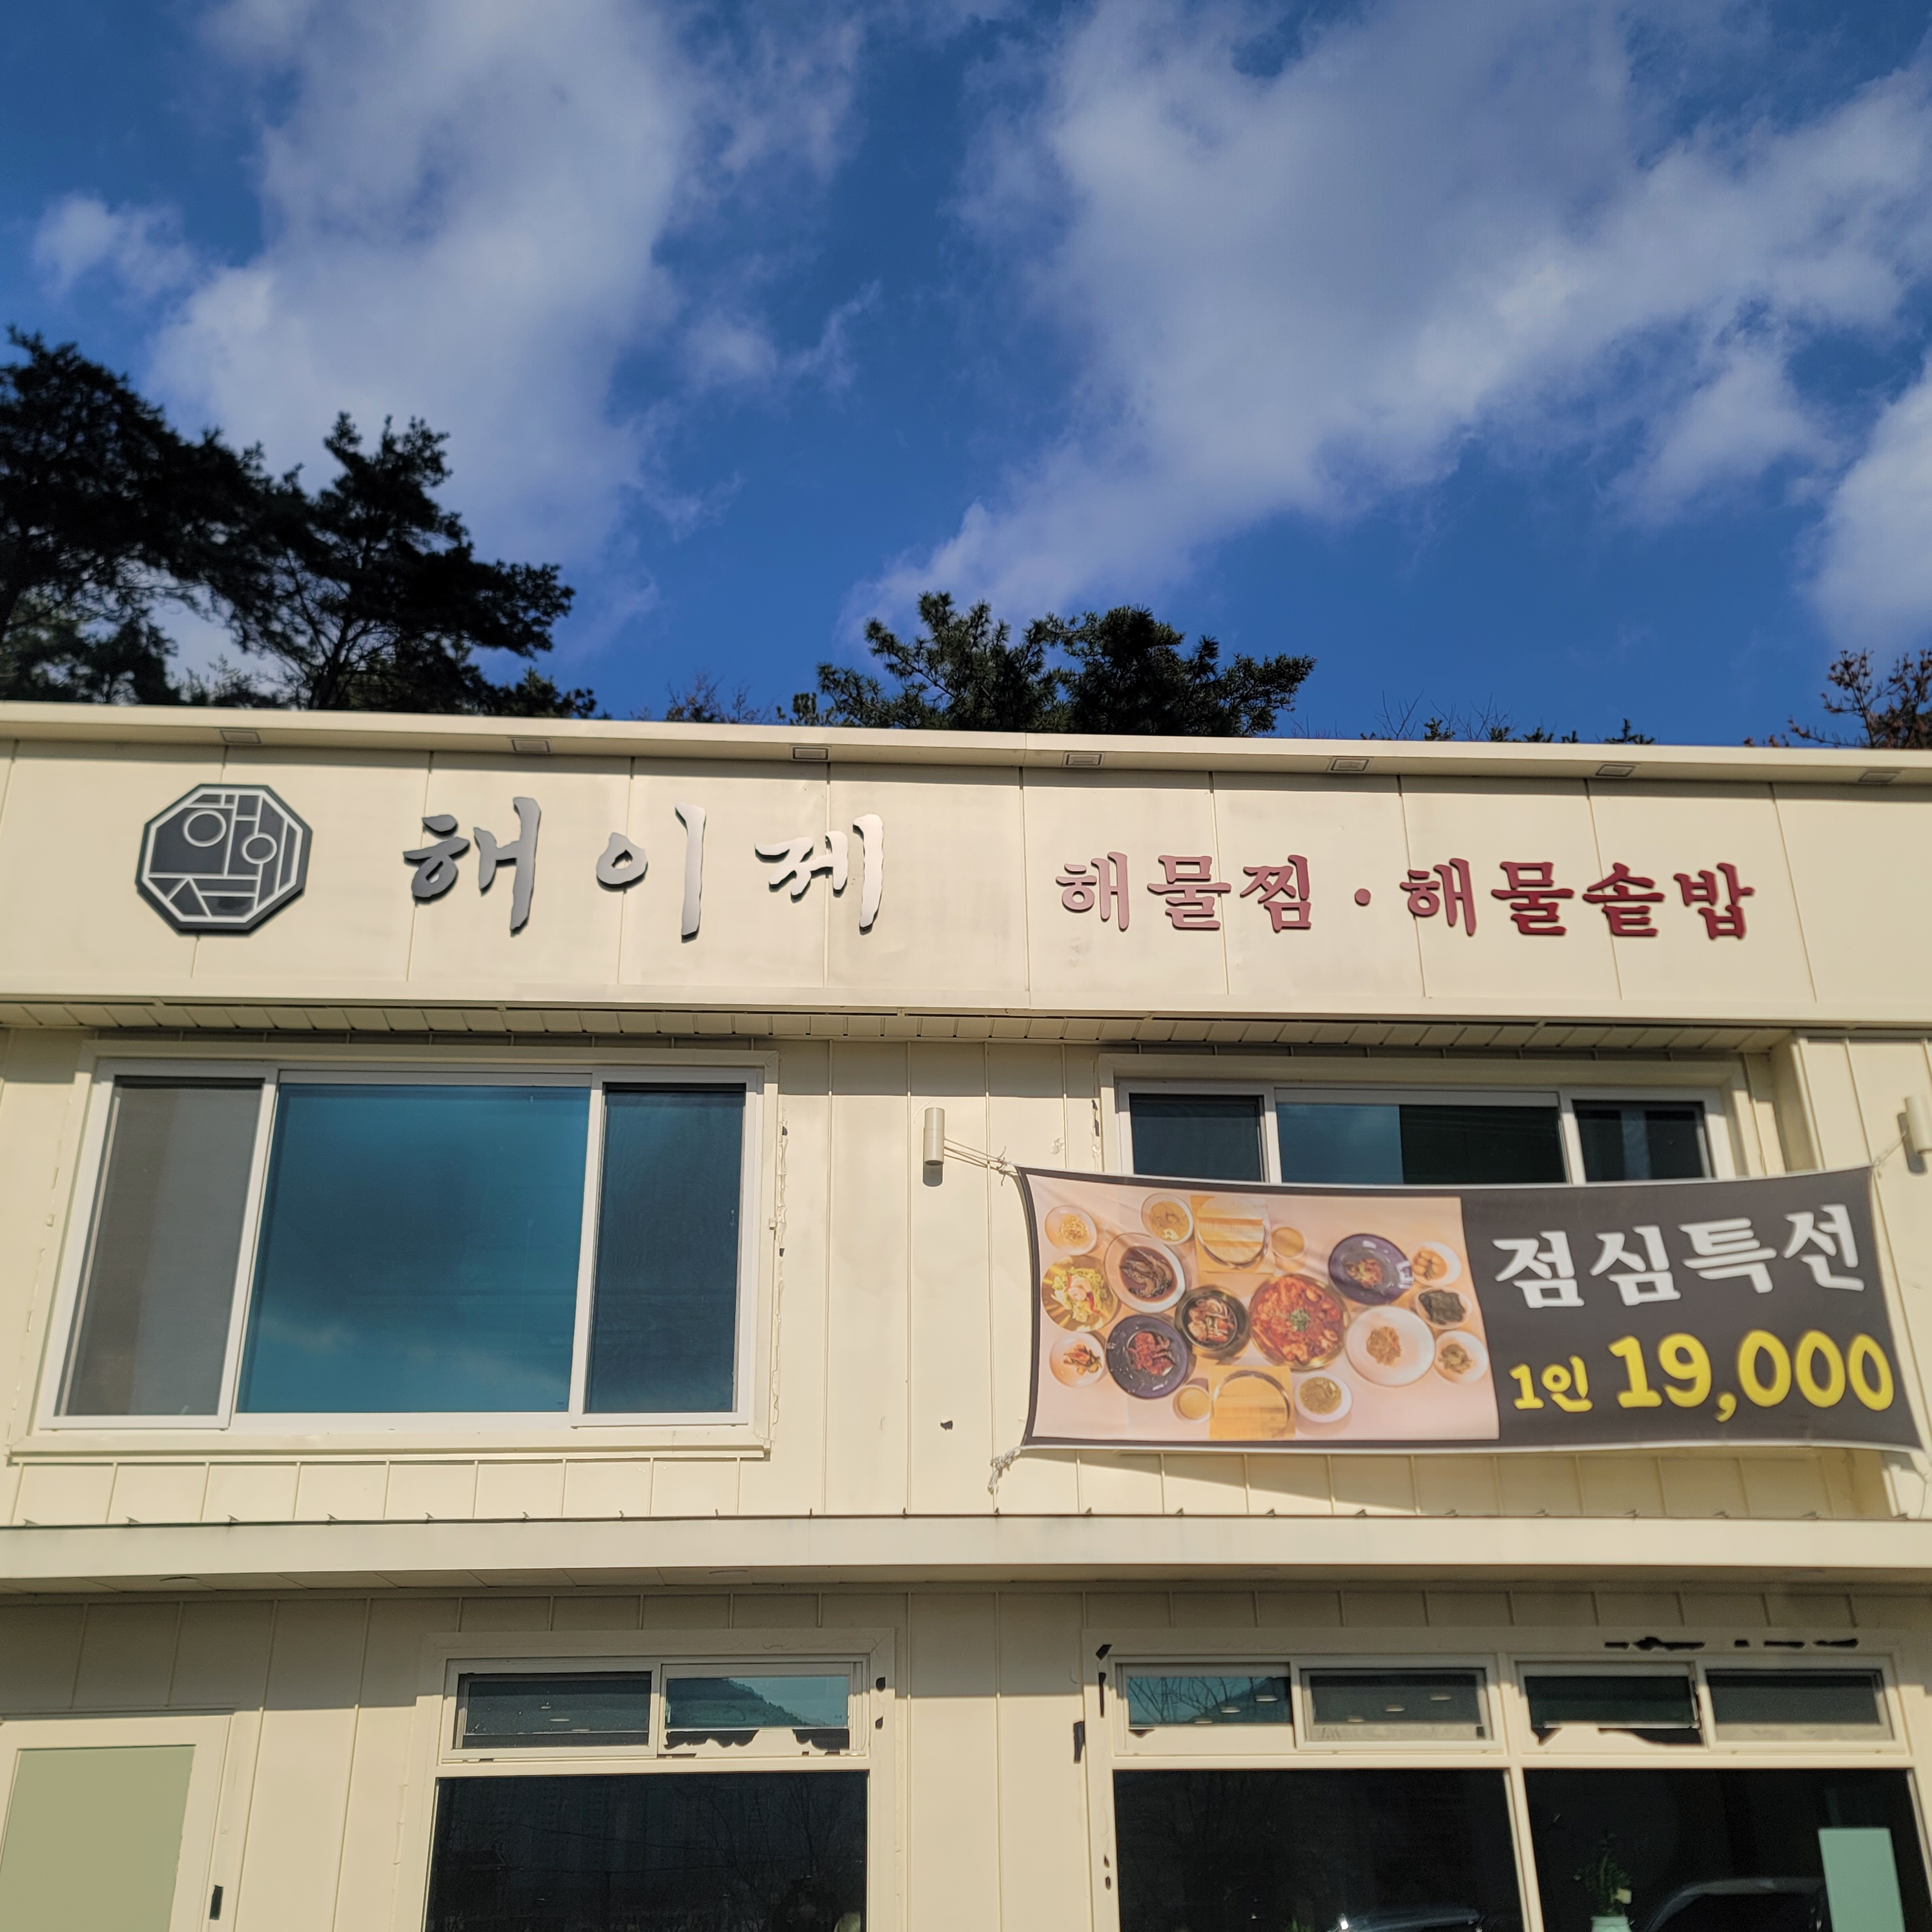 해이제
해물찜 · 해물솥밥
점심특선
1인 19,000